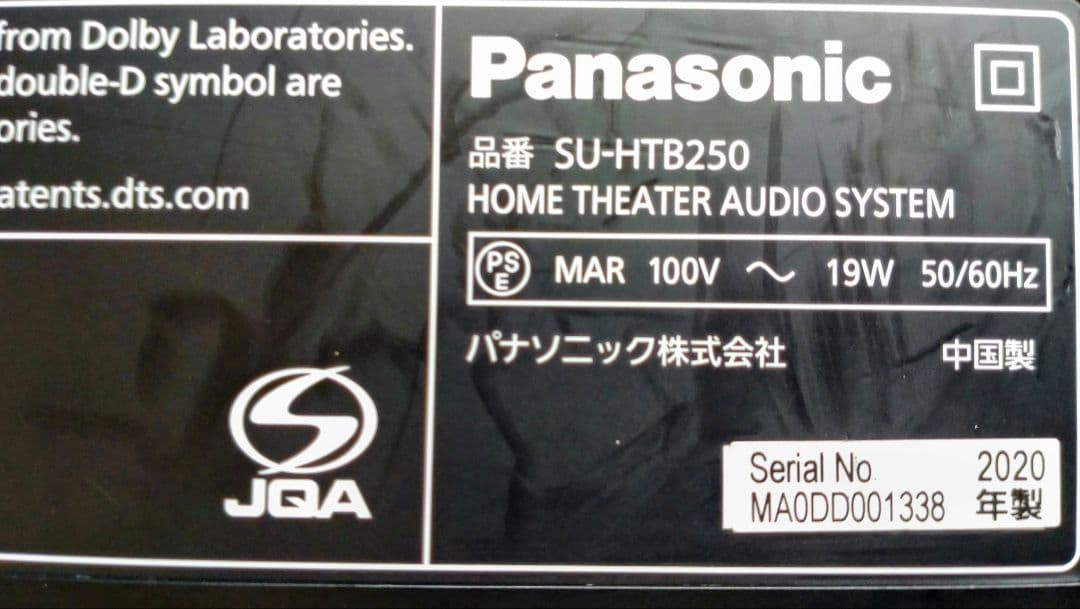 from Dolby Laboratories.
double-D symbol are
ories.
atents.dts.com
JQA
Panasonic
品番 SU-HTB250
HOME THEATER AUDIO SYSTEM
PS
E
MAR 100V ～ 19W 50/60Hz
パナソニック株式会社 中国製
Serial No. 2020
MA0DD001338 年製